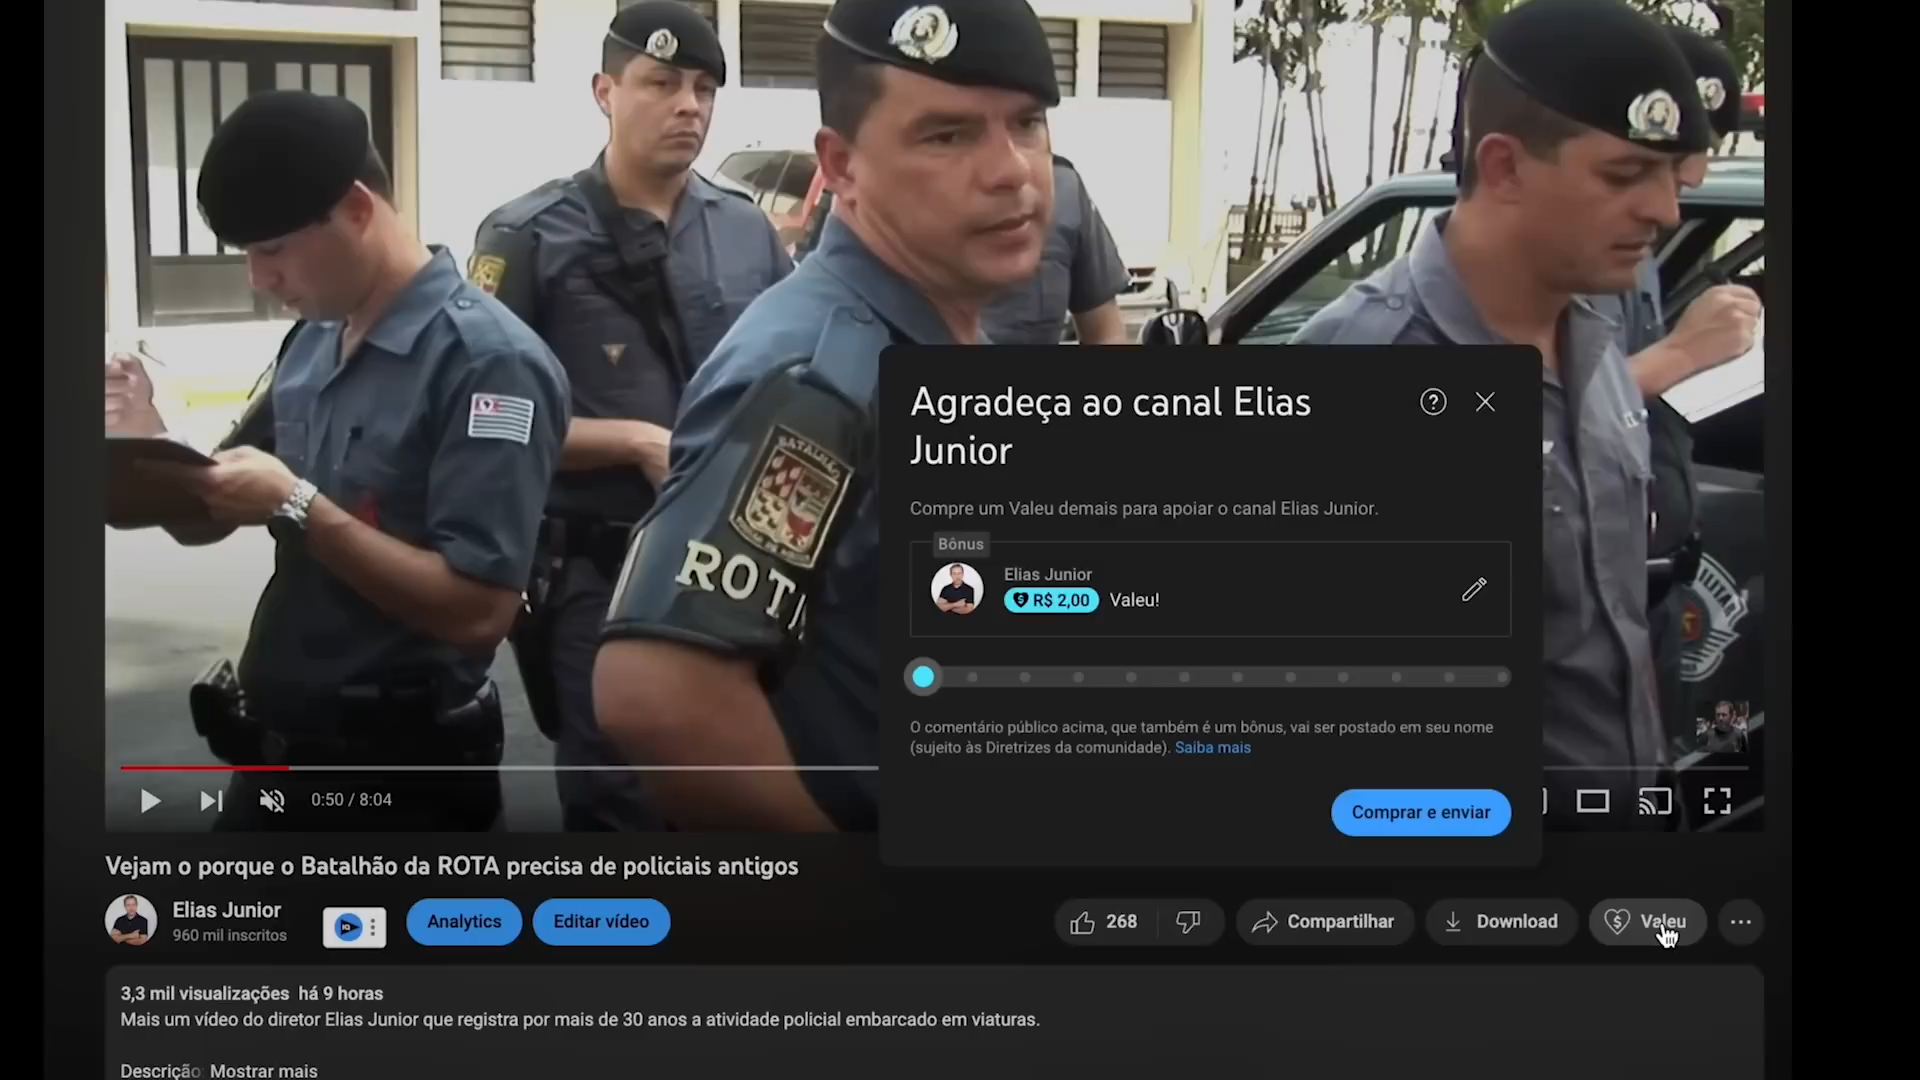 BATALHÃO
ROTA
MILITAR
Agradeça ao canal Elias
Junior
Compre um Valeu demais para apoiar o canal Elias Junior.
Bônus
Elias Junior
R$ 2,00 Valeu!
O comentário público acima, que também é um bônus, vai ser postado em seu nome
(sujeito às Diretrizes da comunidade). Saiba mais
Comprar e enviar
0:50 / 8:04
Vejam o porque o Batalhão da ROTA precisa de policiais antigos
Elias Junior
960 mil inscritos
IQ
Analytics
Editar vídeo
268
Compartilhar
Download
Valeu
3,3 mil visualizações há 9 horas
Mais um vídeo do diretor Elias Junior que registra por mais de 30 anos a atividade policial embarcado em viaturas.
Descrição: Mostrar mais